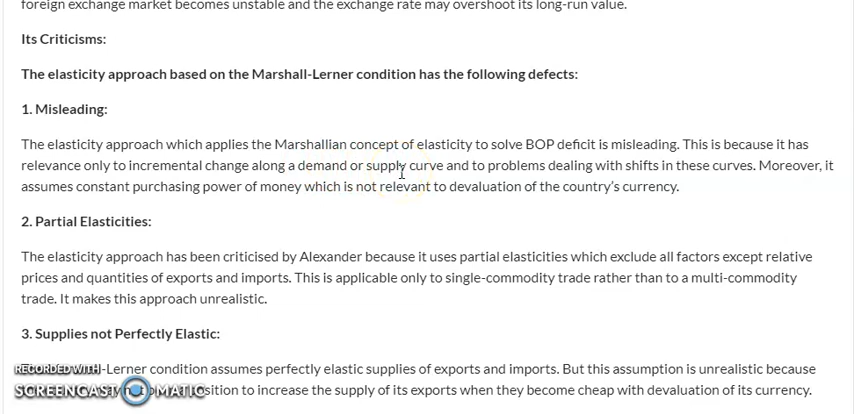 foreign exchange market becomes unstable and the exchange rate may overshoot its long-run value.
Its Criticisms:
The elasticity approach based on the Marshall-Lerner condition has the following defects:
1. Misleading:
The elasticity approach which applies the Marshallian concept of elasticity to solve BOP deficit is misleading. This is because it has
relevance only to incremental change along a demand or supply curve and to problems dealing with shifts in these curves. Moreover, it
assumes constant purchasing power of money which is not relevant to devaluation of the country's currency.
2. Partial Elasticities:
The elasticity approach has been criticised by Alexander because it uses partial elasticities which exclude all factors except relative
prices and quantities of exports and imports. This is applicable only to single-commodity trade rather than to a multi-commodity
trade. It makes this approach unrealistic.
3. Supplies not Perfectly Elastic:
-Lerner condition assumes perfectly elastic supplies of exports and imports. But this assumption is unrealistic because
to increase the supply of its exports when they become cheap with devaluation of its currency.
RECORDED WITH
SCREENCAST MATIC